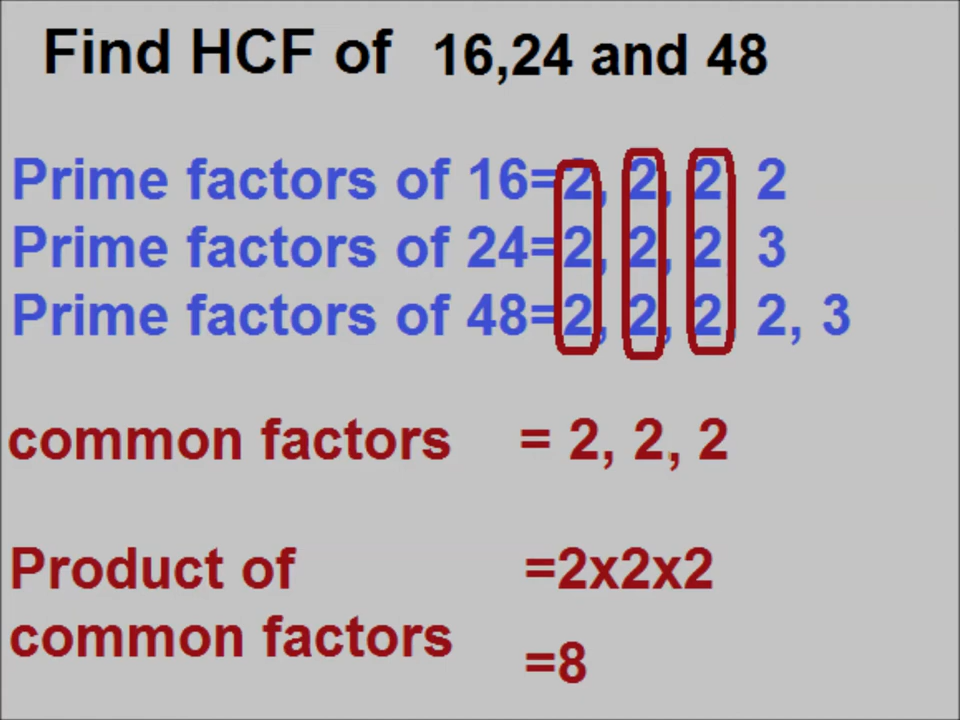 Find HCF of 16,24 and 48
Prime factors of 16=2, 2, 2 2
Prime factors of 24=2, 2, 2 3
Prime factors of 48=2, 2, 2, 2, 3
common factors = 2, 2, 2
Product of =2x2x2
common factors
=8